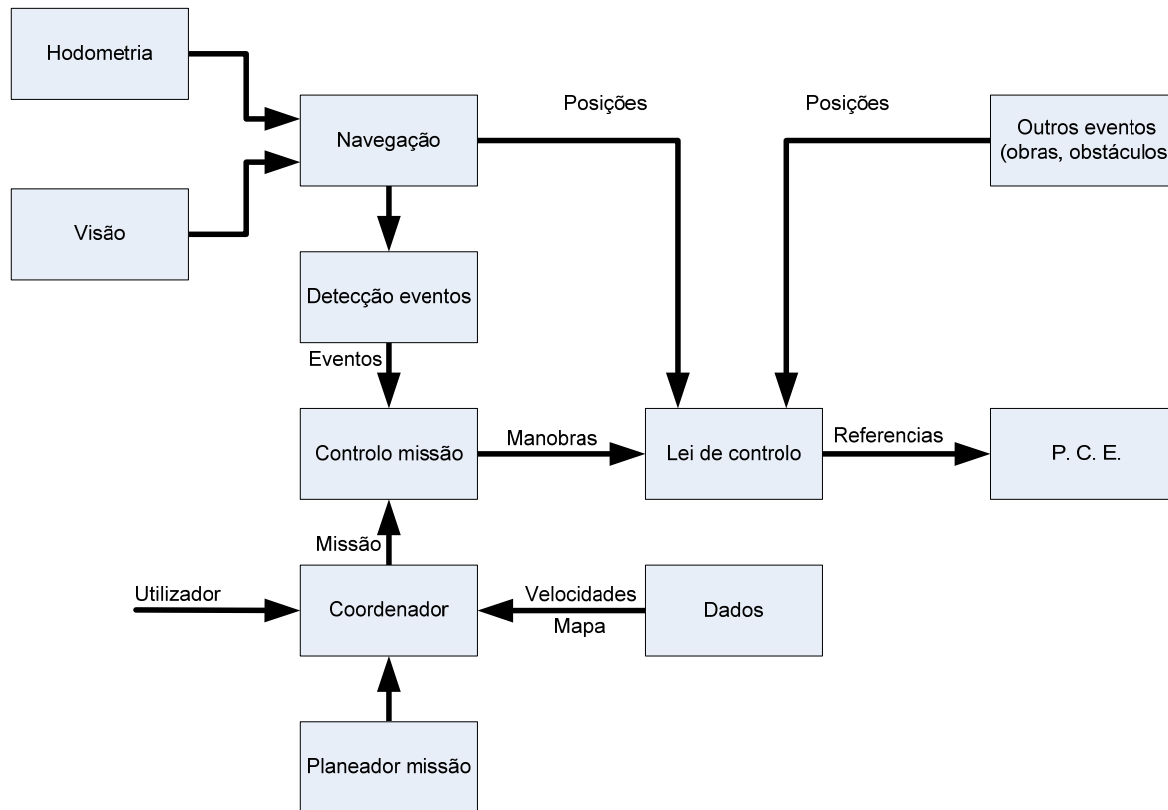 Hodometria
Posições
Posições
Navegação
Outros eventos
(obras, obstáculos
Visão
Detecção eventos
Eventos
Controlo missão
Manobras
Lei de controlo
Referencias
P. C. E.
Missão
Utilizador
Coordenador
Velocidades
Mapa
Dados
Planeador missão